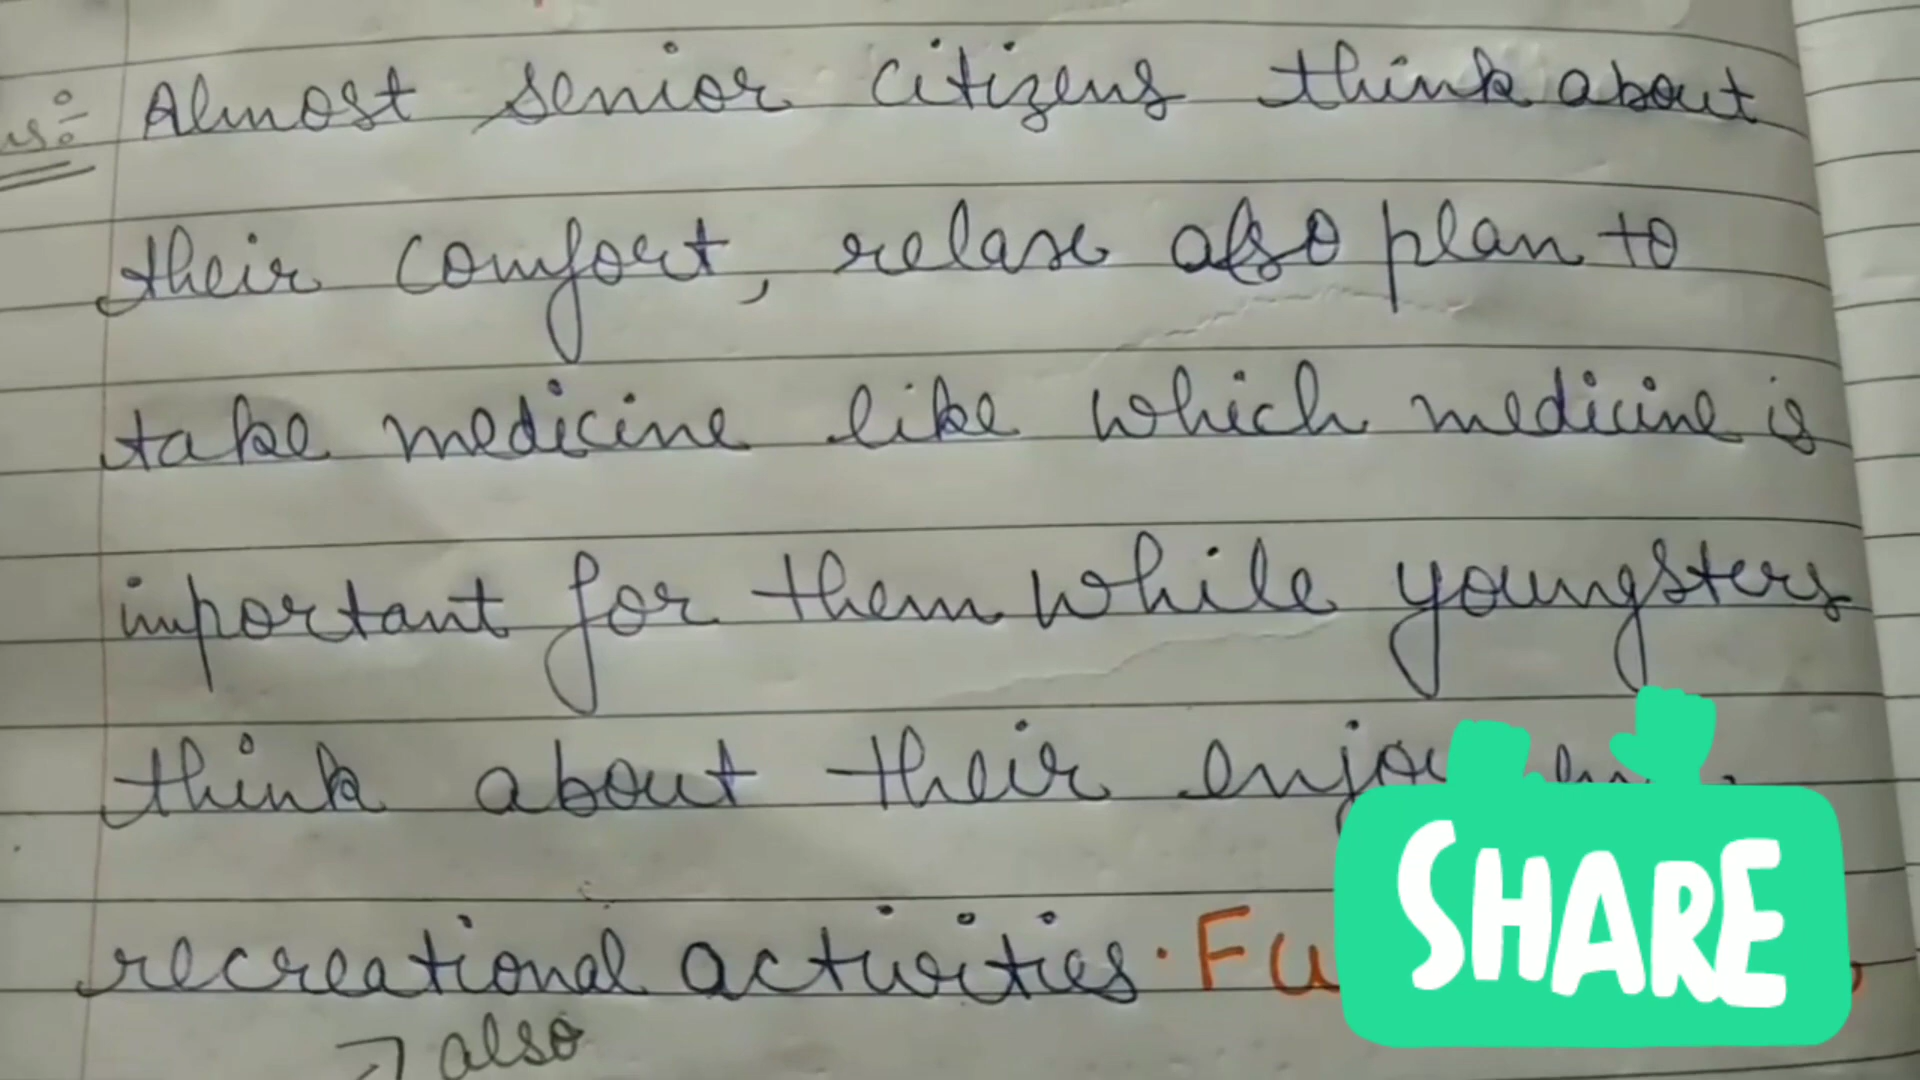 Almost senior citizens think about
their comfort, relax also plan to
take medicine like which medicine is
important for them while youngsters
think about their
recreational activities.
SHARE
→ also